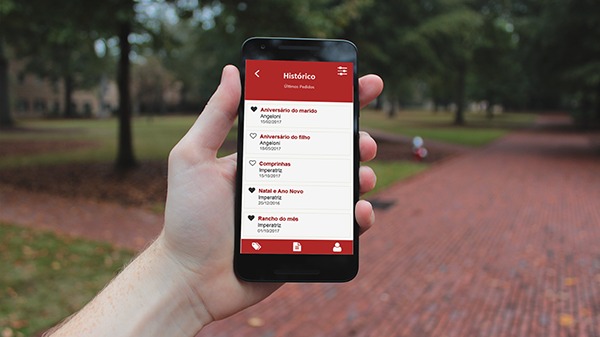 Histórico
Últimos Pedidos
Aniversário do marido
Angeloni
15/02/2017
Aniversário do filho
Angeloni
18/05/2017
Comprinhas
Imperatriz
15/10/2017
Natal e Ano Novo
Imperatriz
20/12/2016
Rancho do mês
Imperatriz
01/10/2017